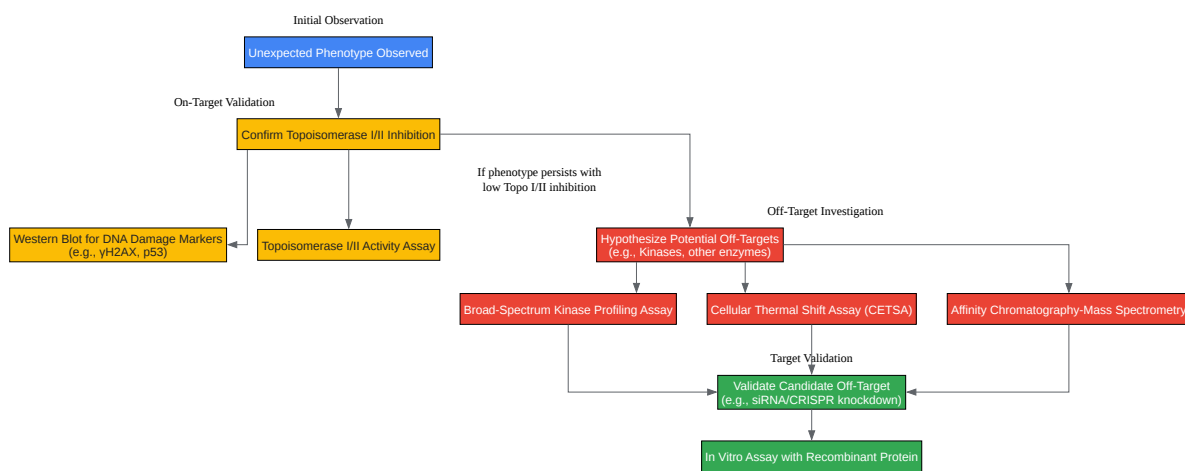 Initial Observation
Unexpected Phenotype Observed
On-Target Validation
Confirm Topoisomerase I/II Inhibition
If phenotype persists with
low Topo I/II inhibition
Off-Target Investigation
Western Blot for DNA Damage Markers
(e.g., γH2AX, p53)
Topoisomerase I/II Activity Assay
Hypothesize Potential Off-Targets
(e.g., Kinases, other enzymes)
Broad-Spectrum Kinase Profiling Assay
Cellular Thermal Shift Assay (CETSA)
Affinity Chromatography-Mass Spectrometry
Target Validation
Validate Candidate Off-Target
(e.g., siRNA/CRISPR knockdown)
In Vitro Assay with Recombinant Protein